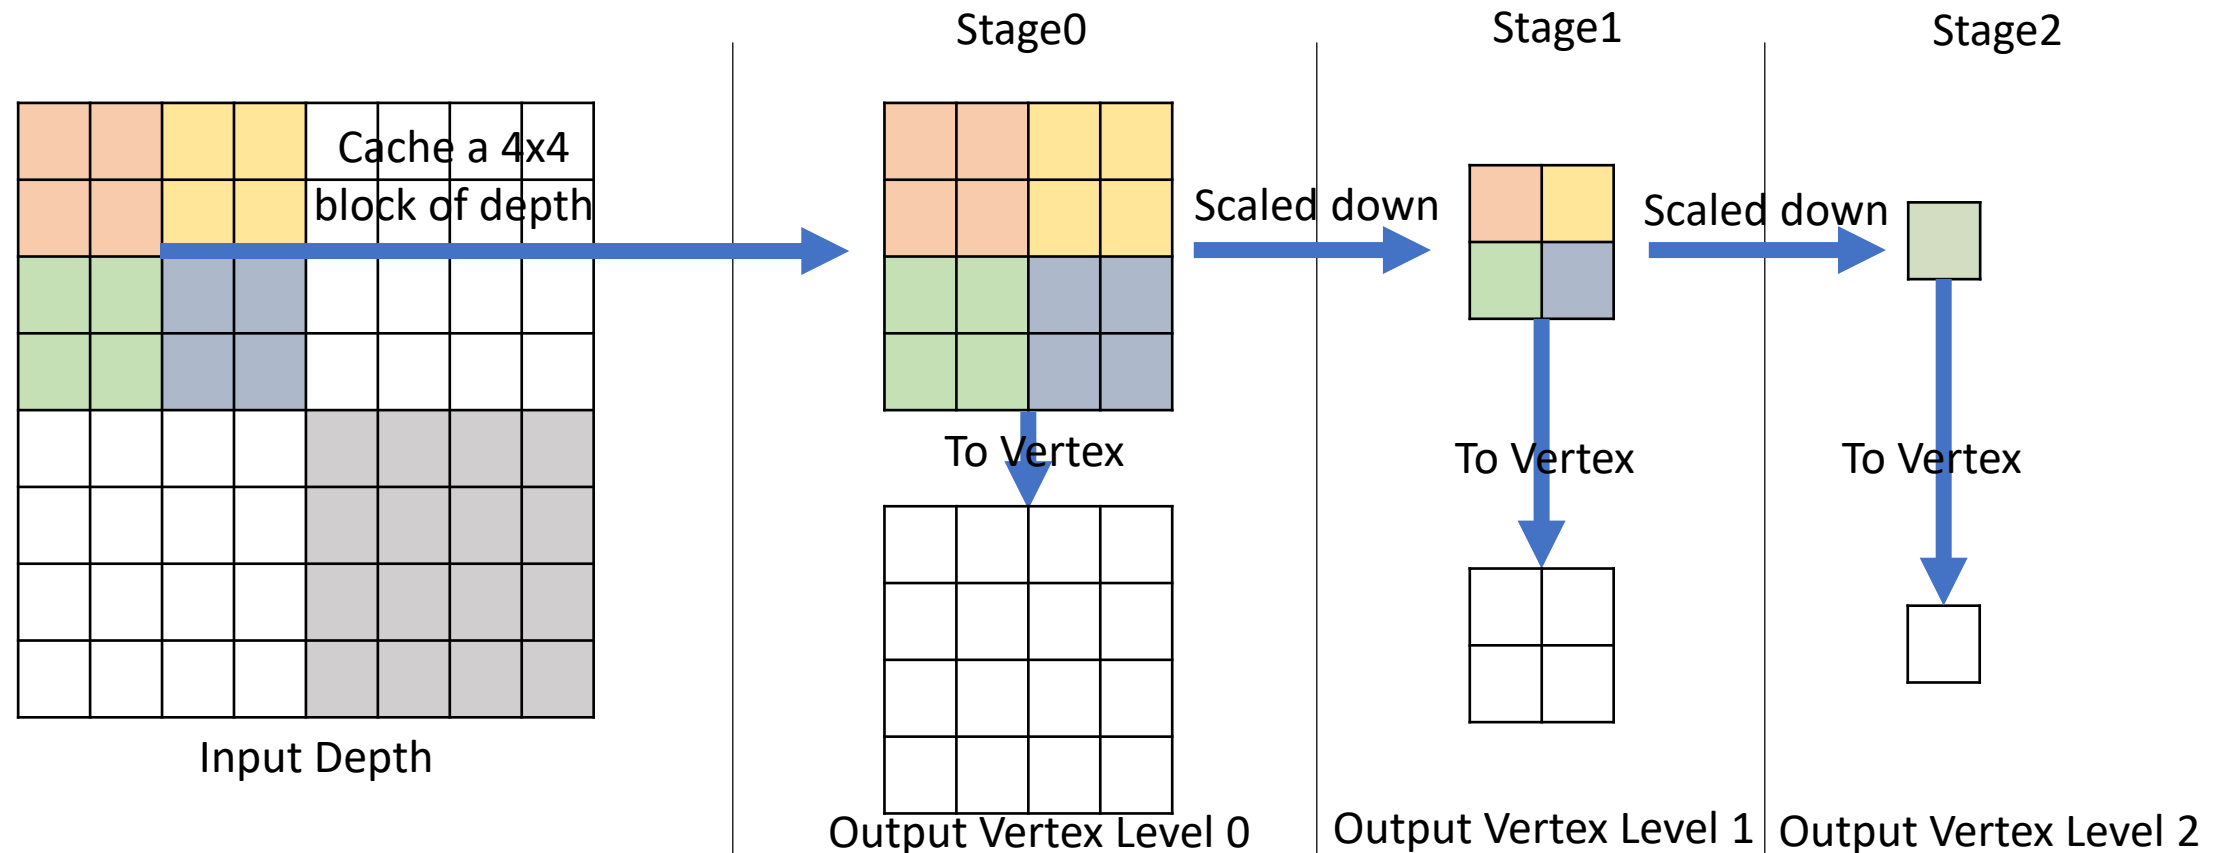 Stage0
Stage1
Stage2
Cache a 4x4
block of depth
Scaled down
Scaled down
To Vertex
To Vertex
To Vertex
Input Depth
Output Vertex Level 0
Output Vertex Level 1
Output Vertex Level 2